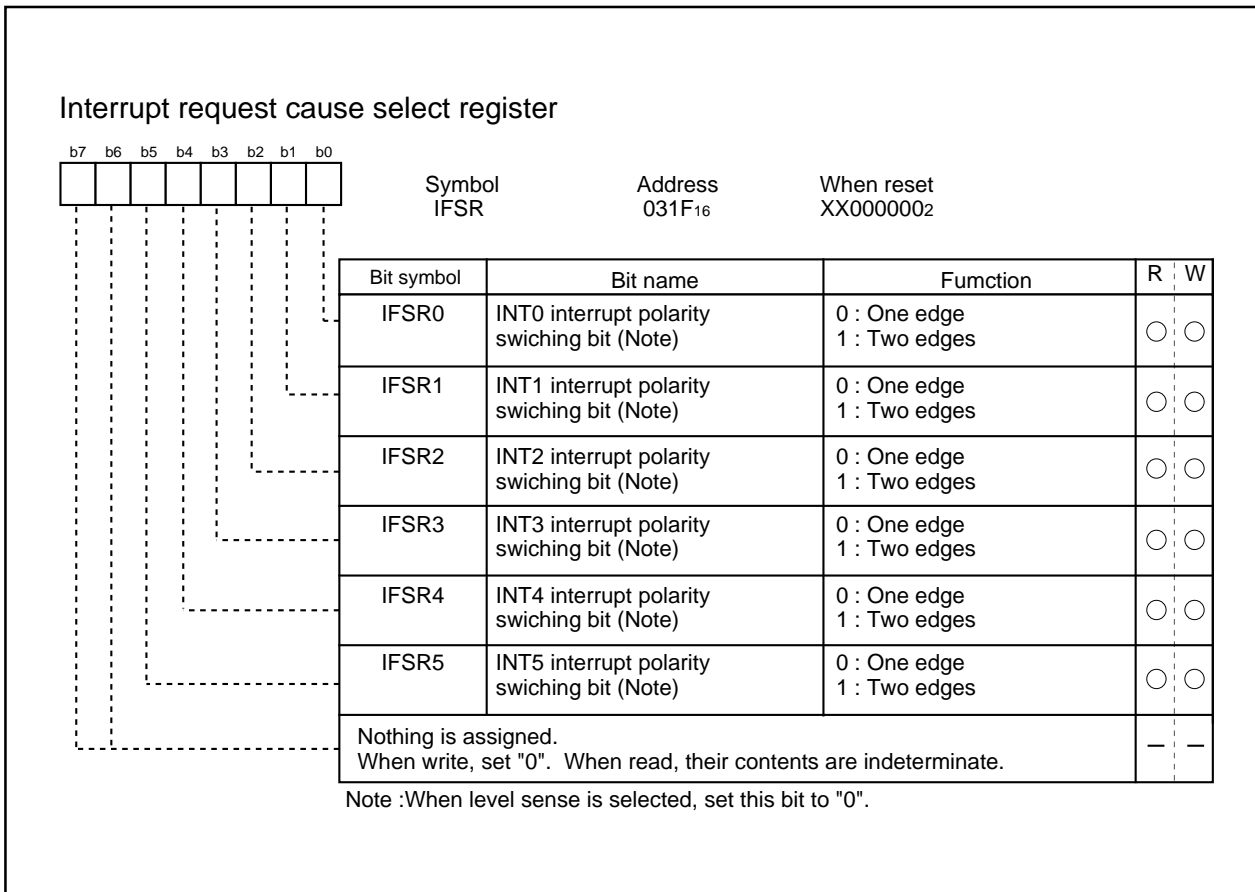 Interrupt request cause select register
b7 b6 b5 b4 b3 b2 b1 b0
Symbol Address When reset
IFSR 031F16 XX0000002
Bit symbol Bit name Fumction R W
IFSR0 INT0 interrupt polarity 0 : One edge
swiching bit (Note) 1 : Two edges
IFSR1 INT1 interrupt polarity 0 : One edge
swiching bit (Note) 1 : Two edges
IFSR2 INT2 interrupt polarity 0 : One edge
swiching bit (Note) 1 : Two edges
IFSR3 INT3 interrupt polarity 0 : One edge
swiching bit (Note) 1 : Two edges
IFSR4 INT4 interrupt polarity 0 : One edge
swiching bit (Note) 1 : Two edges
IFSR5 INT5 interrupt polarity 0 : One edge
swiching bit (Note) 1 : Two edges
Nothing is assigned.
When write, set "0". When read, their contents are indeterminate. – –
Note :When level sense is selected, set this bit to "0".